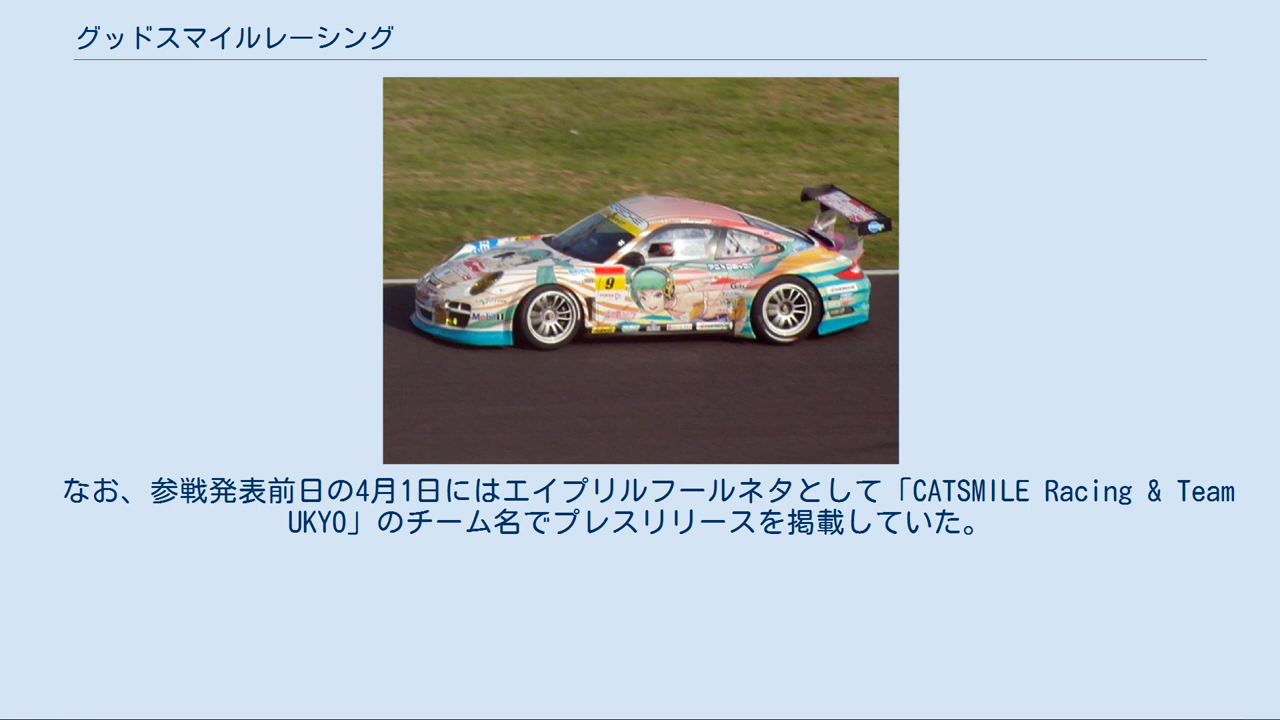 グッドスマイルレーシング
9
Mobil 1
なお、参戦発表前日の4月1日にはエイプリルフールネタとして「CATSMILE Racing & Team
UKYO」のチーム名でプレスリリースを掲載していた。